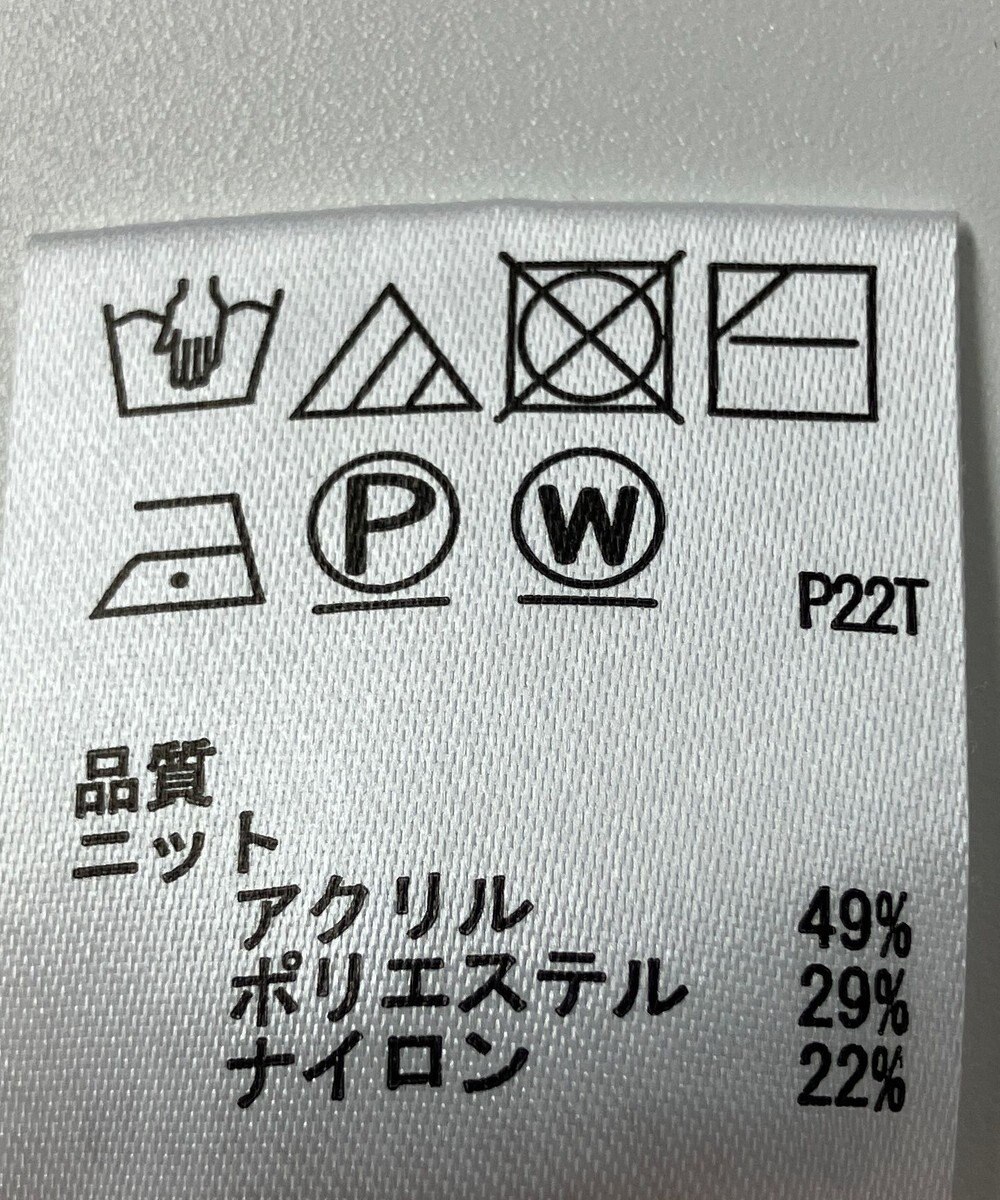 P W
P22T
品質
ニット
アクリル 49%
ポリエステル 29%
ナイロン 22%